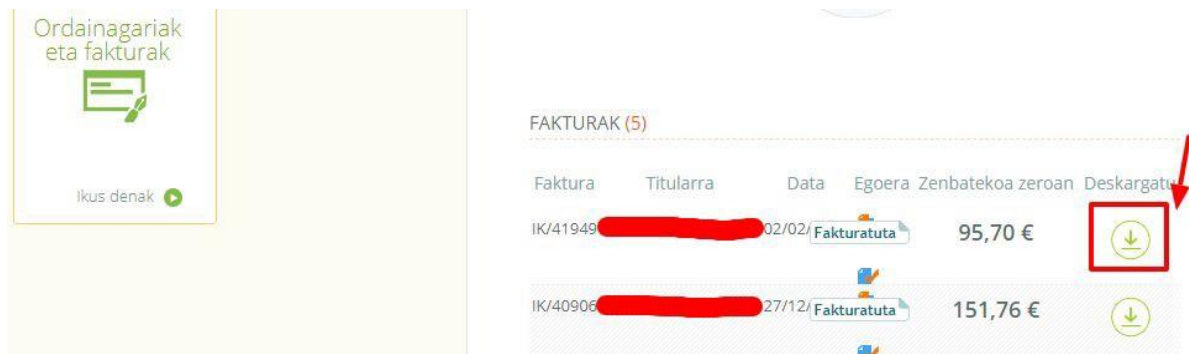 Ordainagariak
eta fakturak
Ikus denak
FAKTURAK (5)
Faktura Titularra Data Egoera Zenbatekoa zeroan Deskargatu
IK/41949 02/02/ Fakturatuta 95,70 €
IK/40906 27/12/ Fakturatuta 151,76 €